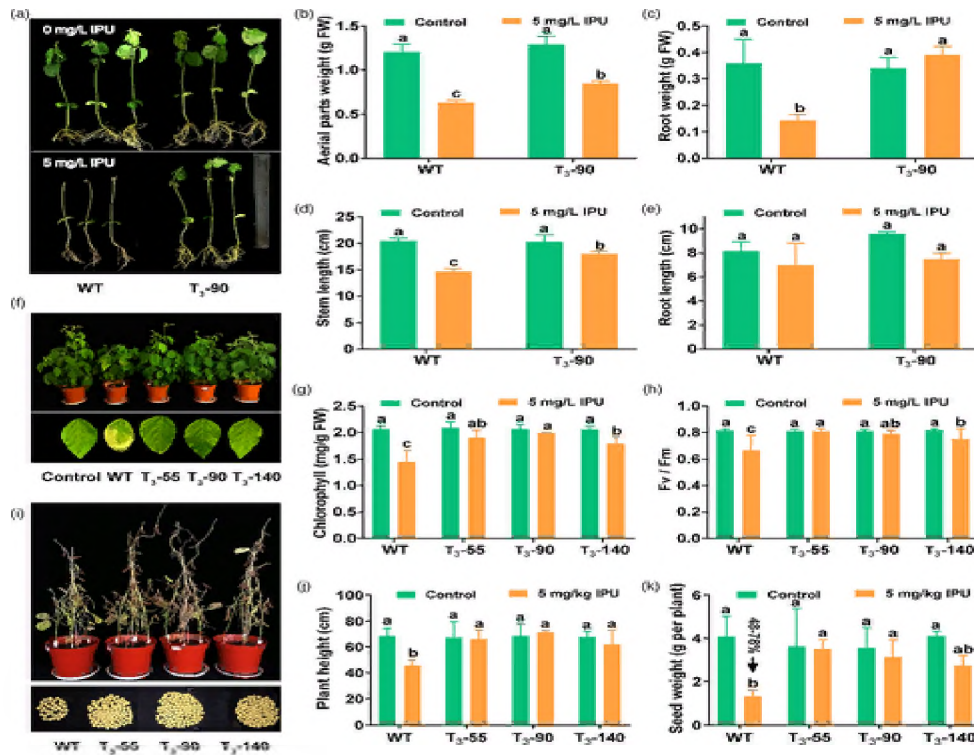 (a)
0 mg/L IPU
5 mg/L IPU
WT T₃-90
(b)
Control 5 mg/L IPU
Aerial parts weight (g FW)
1.5
1.0
0.5
0.0
a
c
a
b
WT T₃-90
(c)
Control 5 mg/L IPU
Root weight (g FW)
0.5
0.4
0.3
0.2
0.1
0.0
a
b
a
a
WT T₃-90
(d)
Control 5 mg/L IPU
Stem length (cm)
25
20
15
10
5
0
a
c
a
b
WT T₃-90
(e)
Control 5 mg/L IPU
Root length (cm)
10
8
6
4
2
0
a
a
a
a
WT T₃-90
(f)
Control WT T₃-55 T₃-90 T₃-140
(g)
Control 5 mg/L IPU
Chlorophyll (mg/g FW)
2.5
2.0
1.5
1.0
0.5
0.0
a
c
a
ab
a
a
a
b
WT T₃-55 T₃-90 T₃-140
(h)
Control 5 mg/L IPU
Fv / Fm
1.0
0.8
0.6
0.4
0.2
0.0
a
c
a
a
a
ab
a
b
WT T₃-55 T₃-90 T₃-140
(i)
WT T₃-55 T₃-90 T₃-140
(j)
Control 5 mg/kg IPU
Plant height (cm)
100
80
60
40
20
0
a
b
a
a
a
a
a
a
WT T₃-55 T₃-90 T₃-140
(k)
Control 5 mg/kg IPU
Seed weight (g per plant)
6
4
2
0
a
b
a
a
a
a
a
ab
WT T₃-55 T₃-90 T₃-140